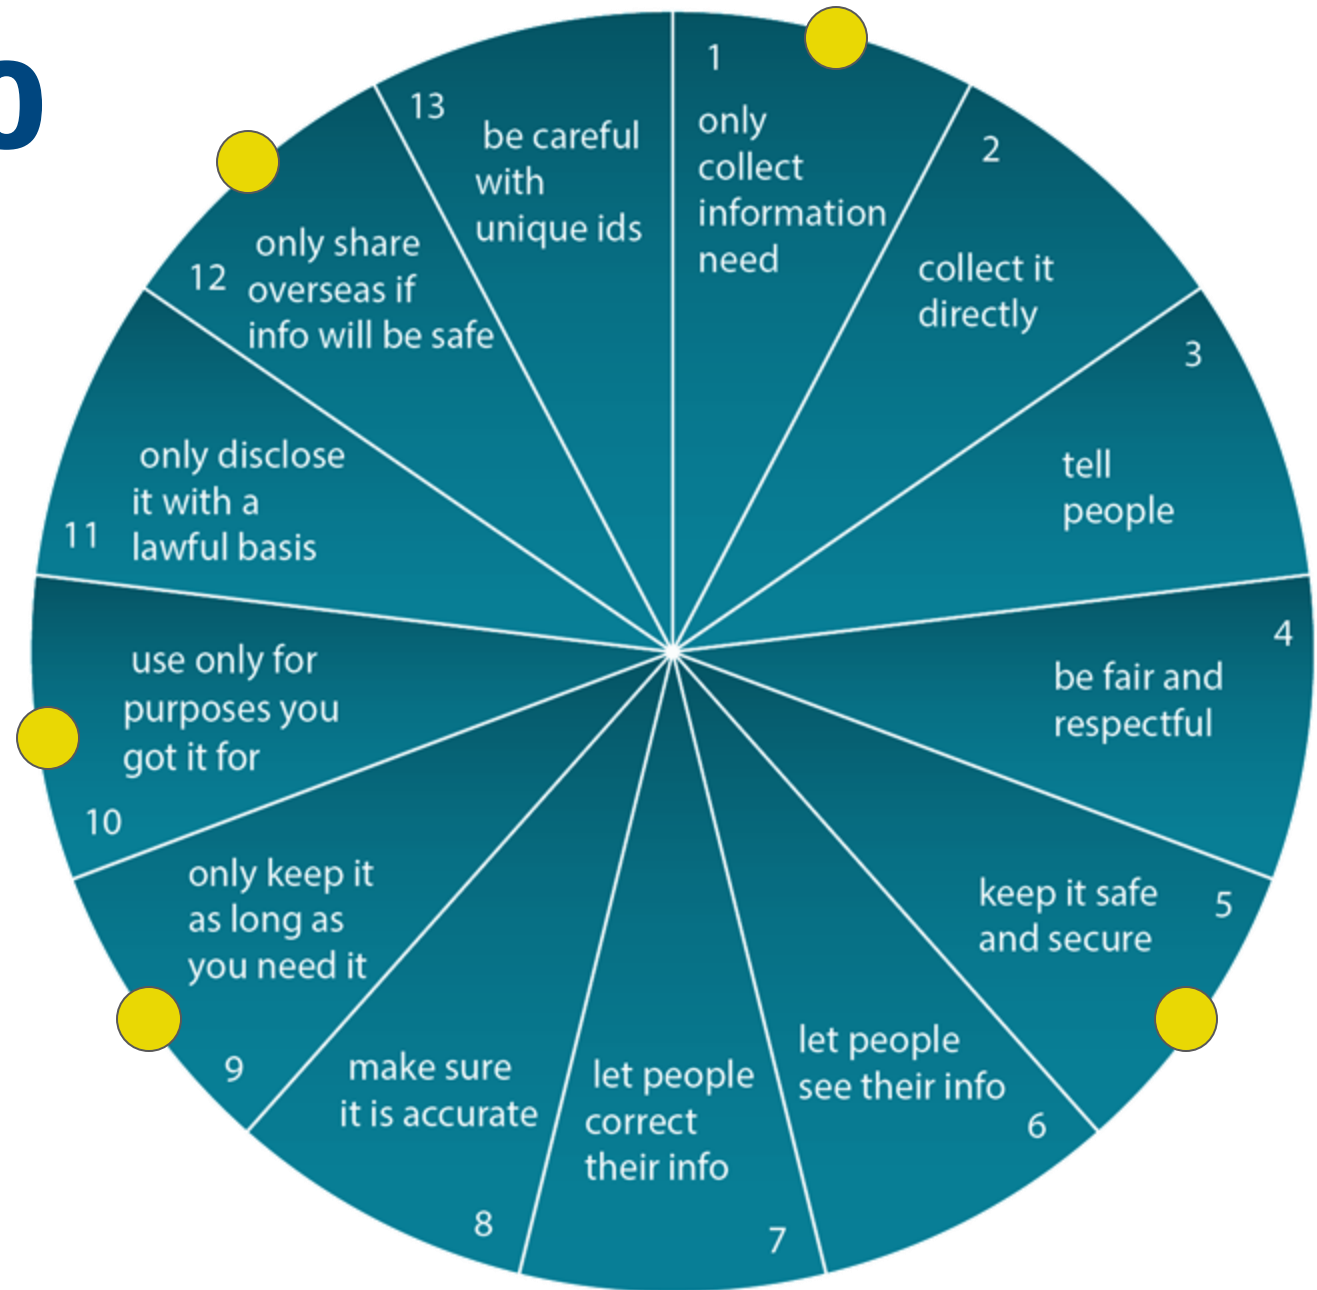 1
only
collect
information
need
2
collect it
directly
3
tell
people
4
be fair and
respectful
5
keep it safe
and secure
6
let people
see their info
7
let people
correct
their info
8
make sure
it is accurate
9
only keep it
as long as
you need it
10
use only for
purposes you
got it for
11
only disclose
it with a
lawful basis
12
only share
overseas if
info will be safe
13
be careful
with
unique ids